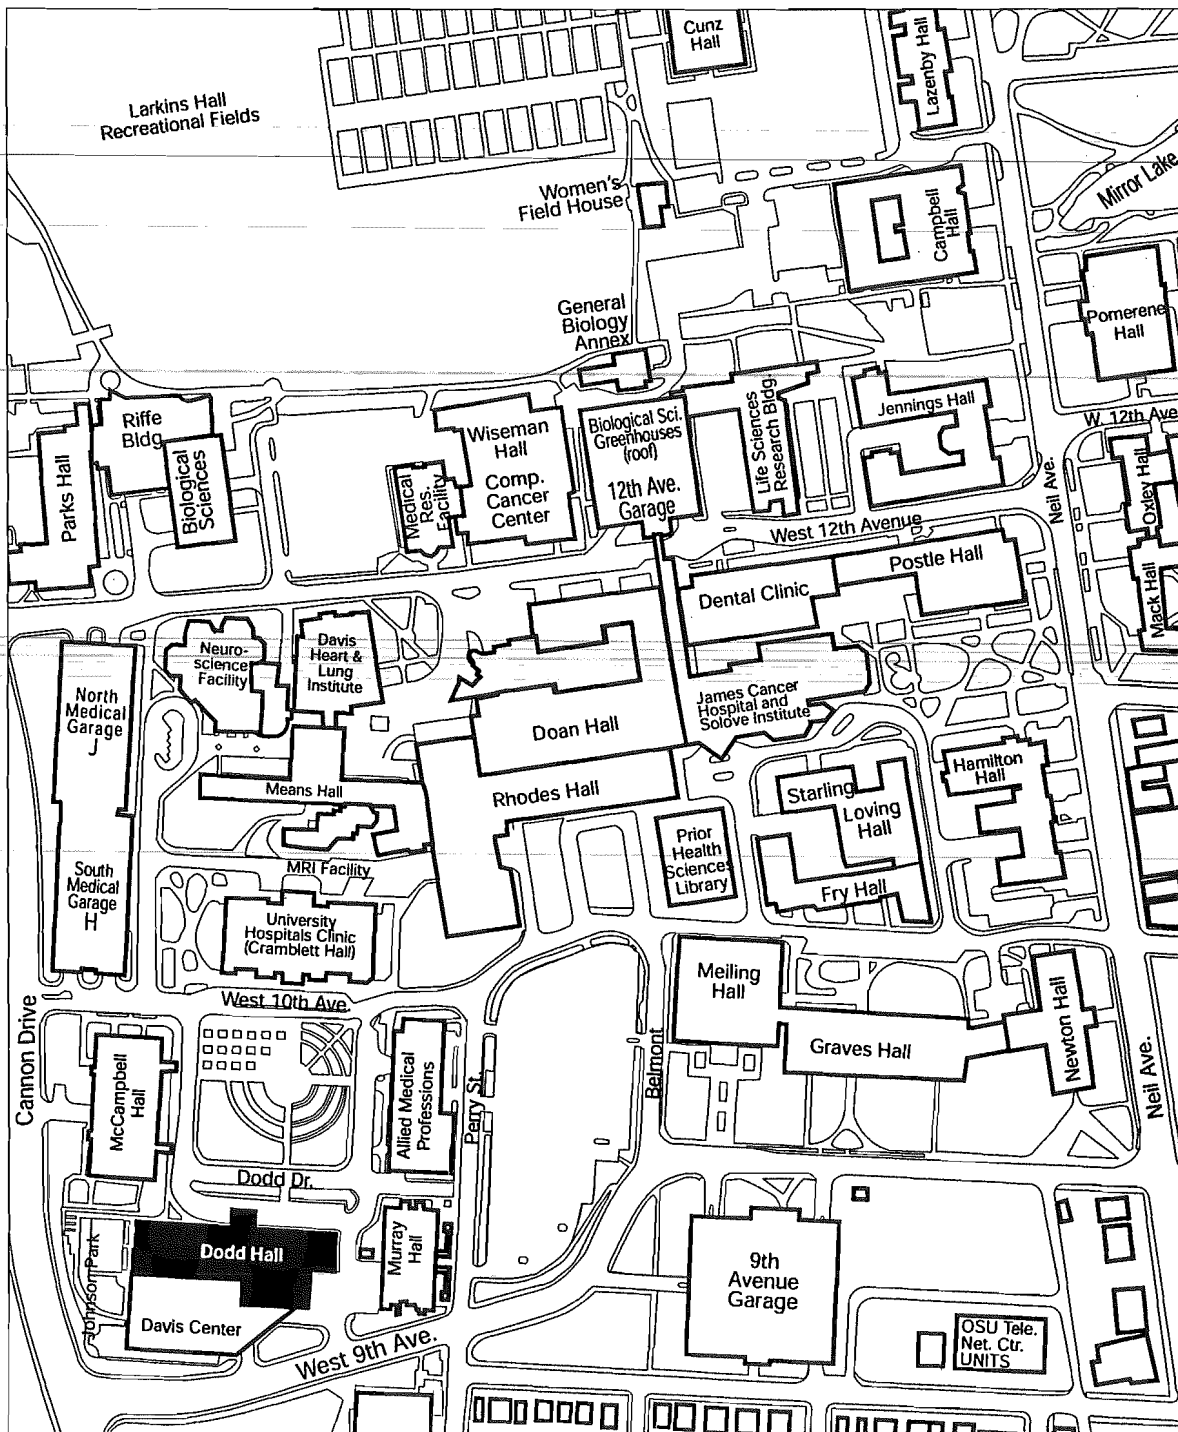 Cunz
Hall
Lazenby Hall
Larkins Hall
Recreational Fields
Women's
Field House
Mirror Lake
Campbell
Hall
General
Biology
Annex
Pomerene
Hall
Riffe
Bldg.
Parks Hall
Biological
Sciences
Medical
Res.
Facility
Wiseman
Hall
Comp.
Cancer
Center
Biological Sci.
Greenhouses
(roof)
12th Ave.
Garage
Life Sciences
Research Bldg.
Jennings Hall
W. 12th Ave
Neil Ave.
Oxley Hall
West 12th Avenue
Mack Hall
Postle Hall
Dental Clinic
Neuro-
science
Facility
Davis
Heart &
Lung
Institute
North
Medical
Garage
J
James Cancer
Hospital and
Solove Institute
Doan Hall
Hamilton
Hall
Means Hall
Rhodes Hall
Starling
Loving
Hall
Prior
Health
Sciences
Library
MRI Facility
South
Medical
Garage
H
Fry Hall
University
Hospitals Clinic
(Cramblett Hall)
Meiling
Hall
Newton Hall
West 10th Ave.
Cannon Drive
Graves Hall
McCampbell
Hall
Allied Medical
Professions
Perry St.
Belmont
Neil Ave.
Dodd Dr.
Johnson Park
Dodd Hall
Murray
Hall
9th
Avenue
Garage
Davis Center
West 9th Ave.
OSU Tele.
Net. Ctr.
UNITS